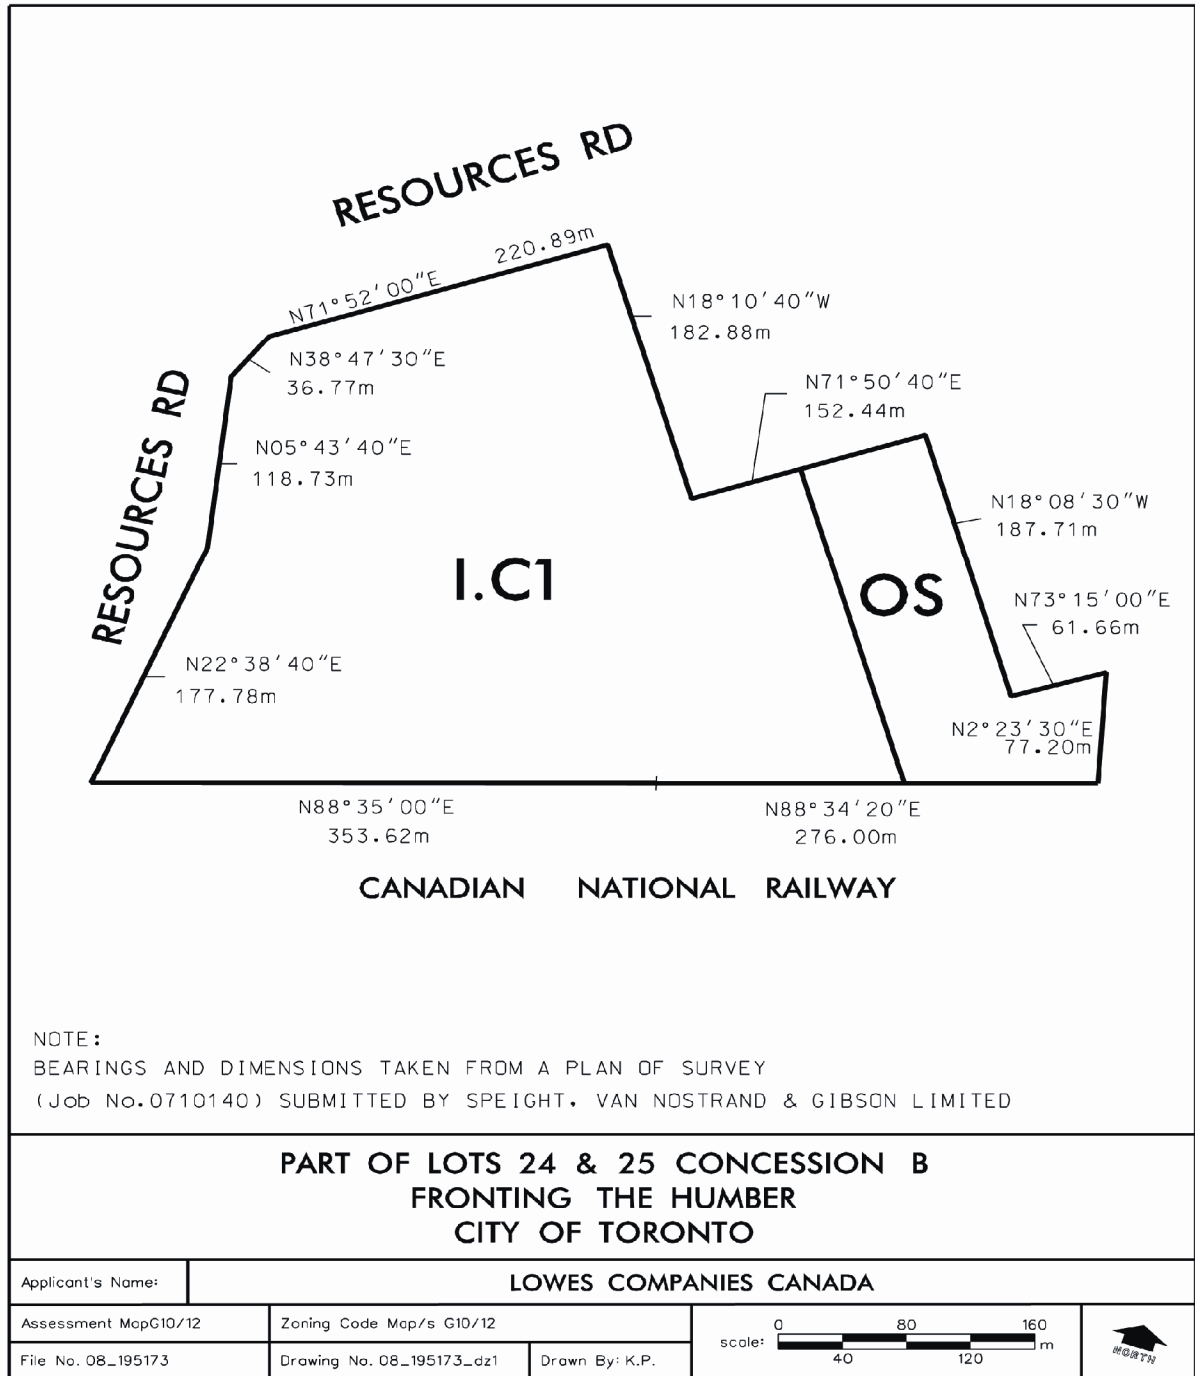 RESOURCES RD
220.89m
N71°52'00"E
N18°10'40"W
182.88m
N38°47'30"E
36.77m
N71°50'40"E
152.44m
RESOURCES RD
N05°43'40"E
118.73m
N18°08'30"W
187.71m
I.C1
OS
N73°15'00"E
61.66m
N22°38'40"E
177.78m
N2°23'30"E
77.20m
N88°35'00"E
353.62m
N88°34'20"E
276.00m
CANADIAN NATIONAL RAILWAY
NOTE:
BEARINGS AND DIMENSIONS TAKEN FROM A PLAN OF SURVEY
(Job No.0710140) SUBMITTED BY SPEIGHT. VAN NOSTRAND & GIBSON LIMITED
PART OF LOTS 24 & 25 CONCESSION B
FRONTING THE HUMBER
CITY OF TORONTO
Applicant's Name:
LOWES COMPANIES CANADA
Assessment MapG10/12
Zoning Code Map/s G10/12
File No. 08_195173
Drawing No. 08_195173_dz1
Drawn By: K.P.
0 80 160
scale: m
40 120
NORTH